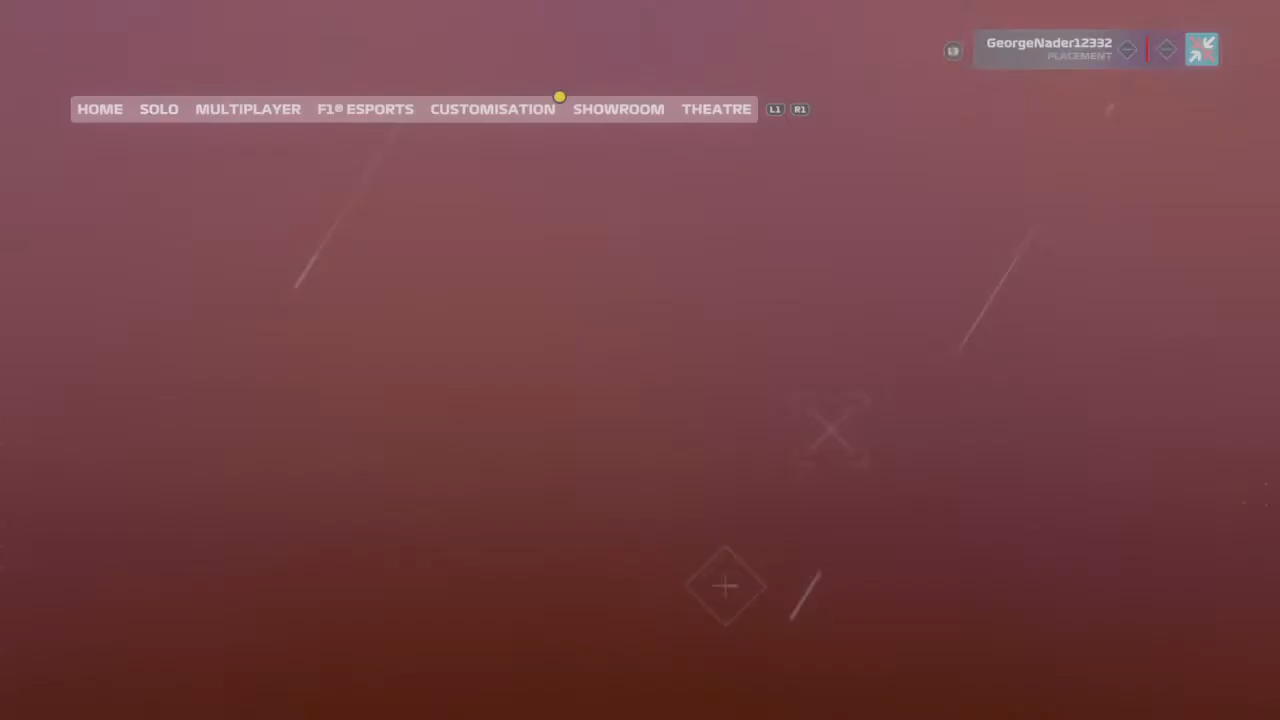 GeorgeNader12332
PLACEMENT
HOME SOLO MULTIPLAYER F1® ESPORTS CUSTOMISATION SHOWROOM THEATRE L1 R1